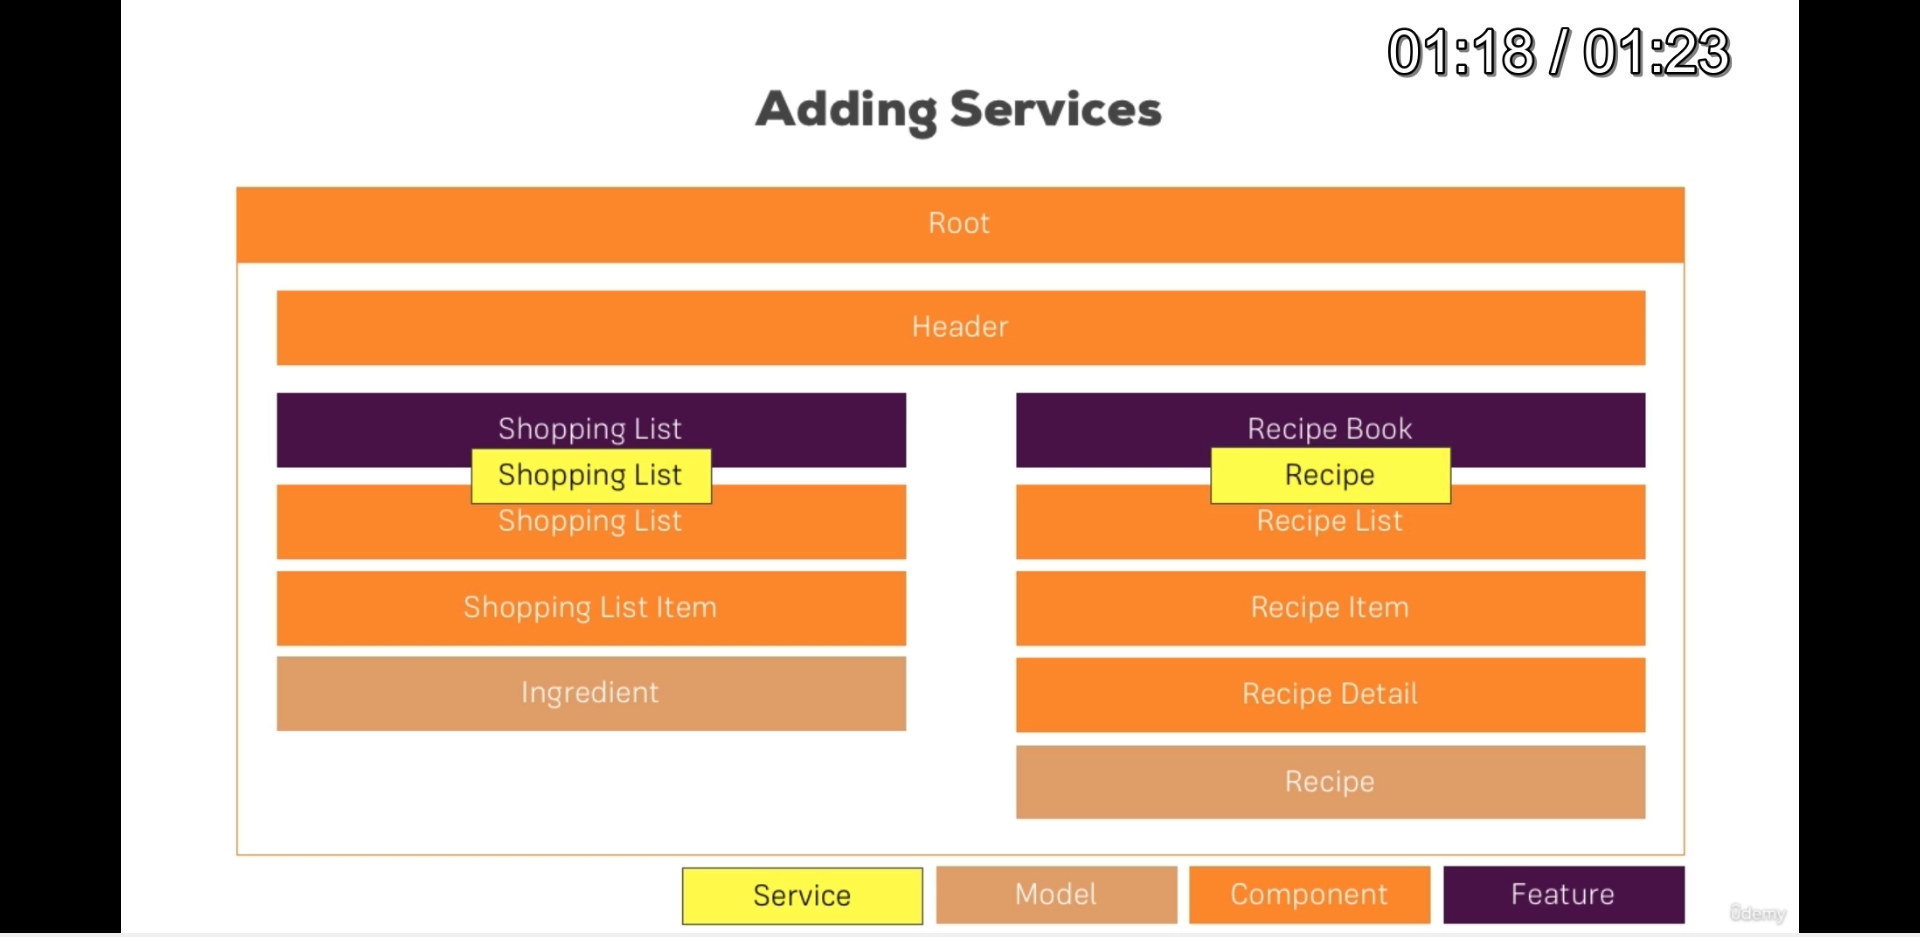 01:18 / 01:23
Adding Services
Root
Header
Shopping List
Shopping List
Shopping List
Shopping List Item
Ingredient
Recipe Book
Recipe
Recipe List
Recipe Item
Recipe Detail
Recipe
Service
Model
Component
Feature
ûdemy